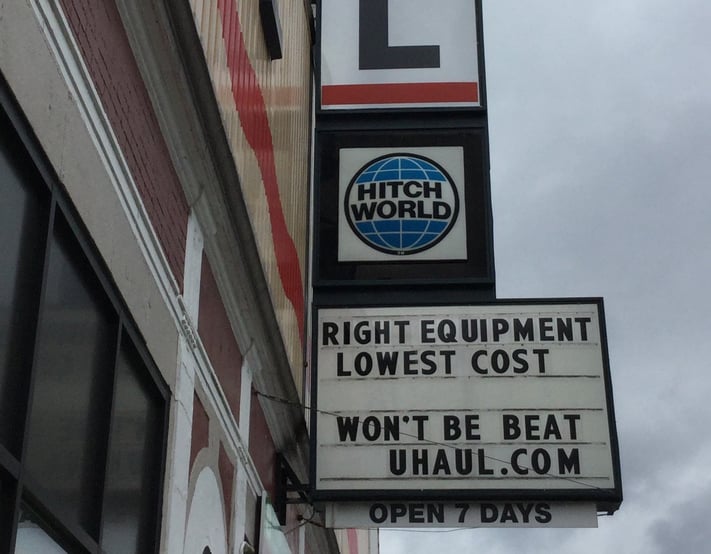 L
HITCH
WORLD
RIGHT EQUIPMENT
LOWEST COST
WON'T BE BEAT
UHAUL.COM
OPEN 7 DAYS